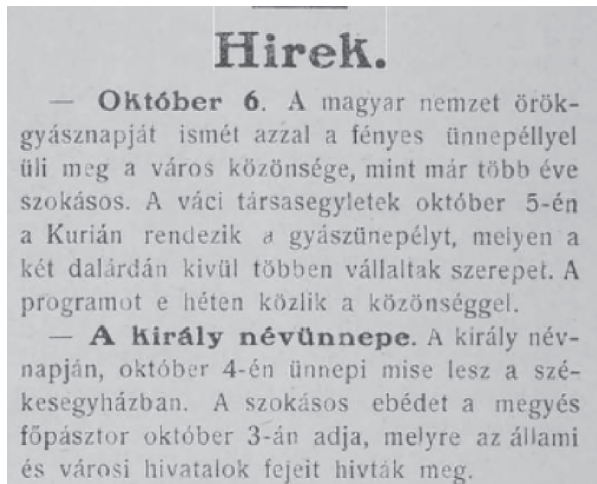 Hirek.
— Október 6. A magyar nemzet örök-
gyásznapját ismét azzal a fényes ünnepéllyel
üli meg a város közönsége, mint már több éve
szokásos. A váci társasegyletek október 5-én
a Kurián rendezik a gyászünepélyt, melyen a
két dalárdán kivül többen vállaltak szerepet. A
programot e héten közlik a közönséggel.
— A király névünnepe. A király név-
napján, október 4-én ünnepi mise lesz a szé-
kesegyházban. A szokásos ebédet a megyés
főpásztor október 3-án adja, melyre az állami
és városi hivatalok fejeit hivták meg.